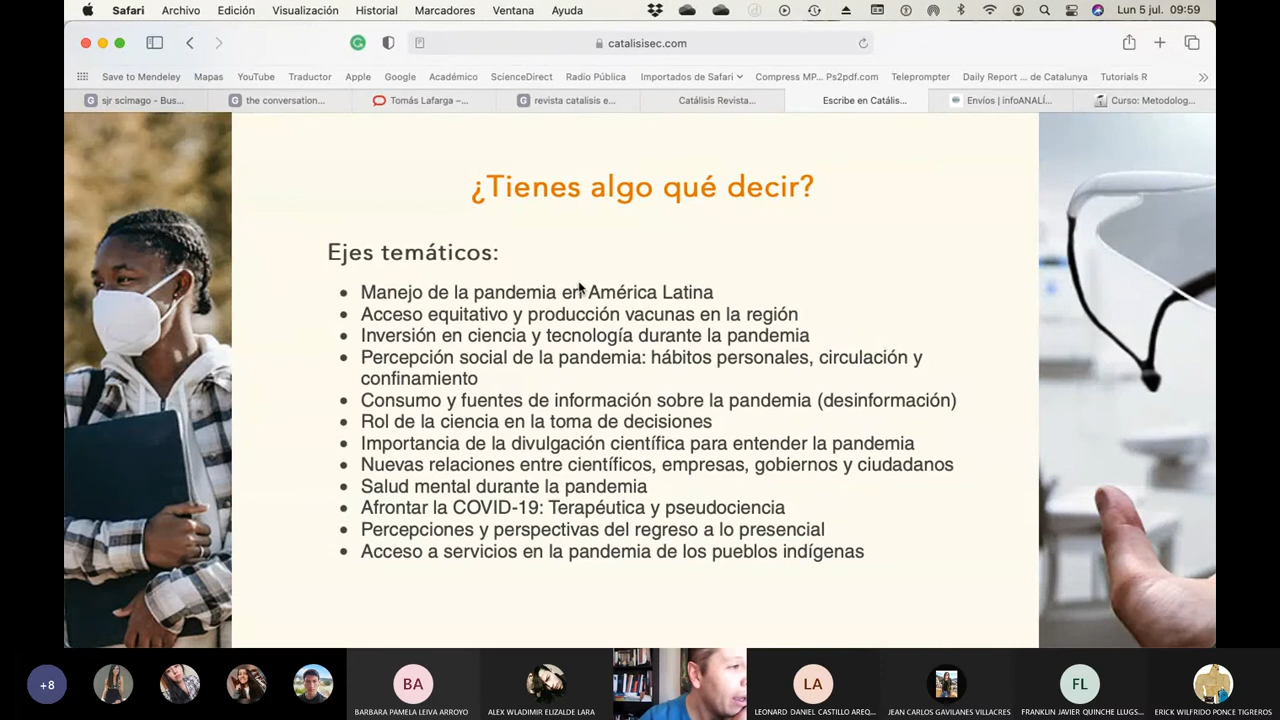 Safari Archivo Edición Visualización Historial Marcadores Ventana Ayuda Lun 5 jul. 09:59
catalisisec.com
Save to Mendeley Mapas YouTube Traductor Apple Google Académico ScienceDirect Radio Pública Importados de Safari Compress MP... Ps2pdf.com Teleprompter Daily Report ... de Catalunya Tutorials R
sjr scimago - Bus... the conversation... Tomás Lafarga –... revista catalisis e... Catálisis Revista... Escribe en Catális... Envíos | infoANALÍ... Curso: Metodolog...
¿Tienes algo qué decir?
Ejes temáticos:
• Manejo de la pandemia en América Latina
• Acceso equitativo y producción vacunas en la región
• Inversión en ciencia y tecnología durante la pandemia
• Percepción social de la pandemia: hábitos personales, circulación y
confinamiento
• Consumo y fuentes de información sobre la pandemia (desinformación)
• Rol de la ciencia en la toma de decisiones
• Importancia de la divulgación científica para entender la pandemia
• Nuevas relaciones entre científicos, empresas, gobiernos y ciudadanos
• Salud mental durante la pandemia
• Afrontar la COVID-19: Terapéutica y pseudociencia
• Percepciones y perspectivas del regreso a lo presencial
• Acceso a servicios en la pandemia de los pueblos indígenas
+8 BA LA FL
BARBARA PAMELA LEIVA ARROYO ALEX WLADIMIR ELIZALDE LARA LEONARD DANIEL CASTILLO AREQ... JEAN CARLOS GAVILANES VILLACRES FRANKLIN JAVIER QUINCHE LLUGS... ERICK WILFRIDO PONCE TIGREROS